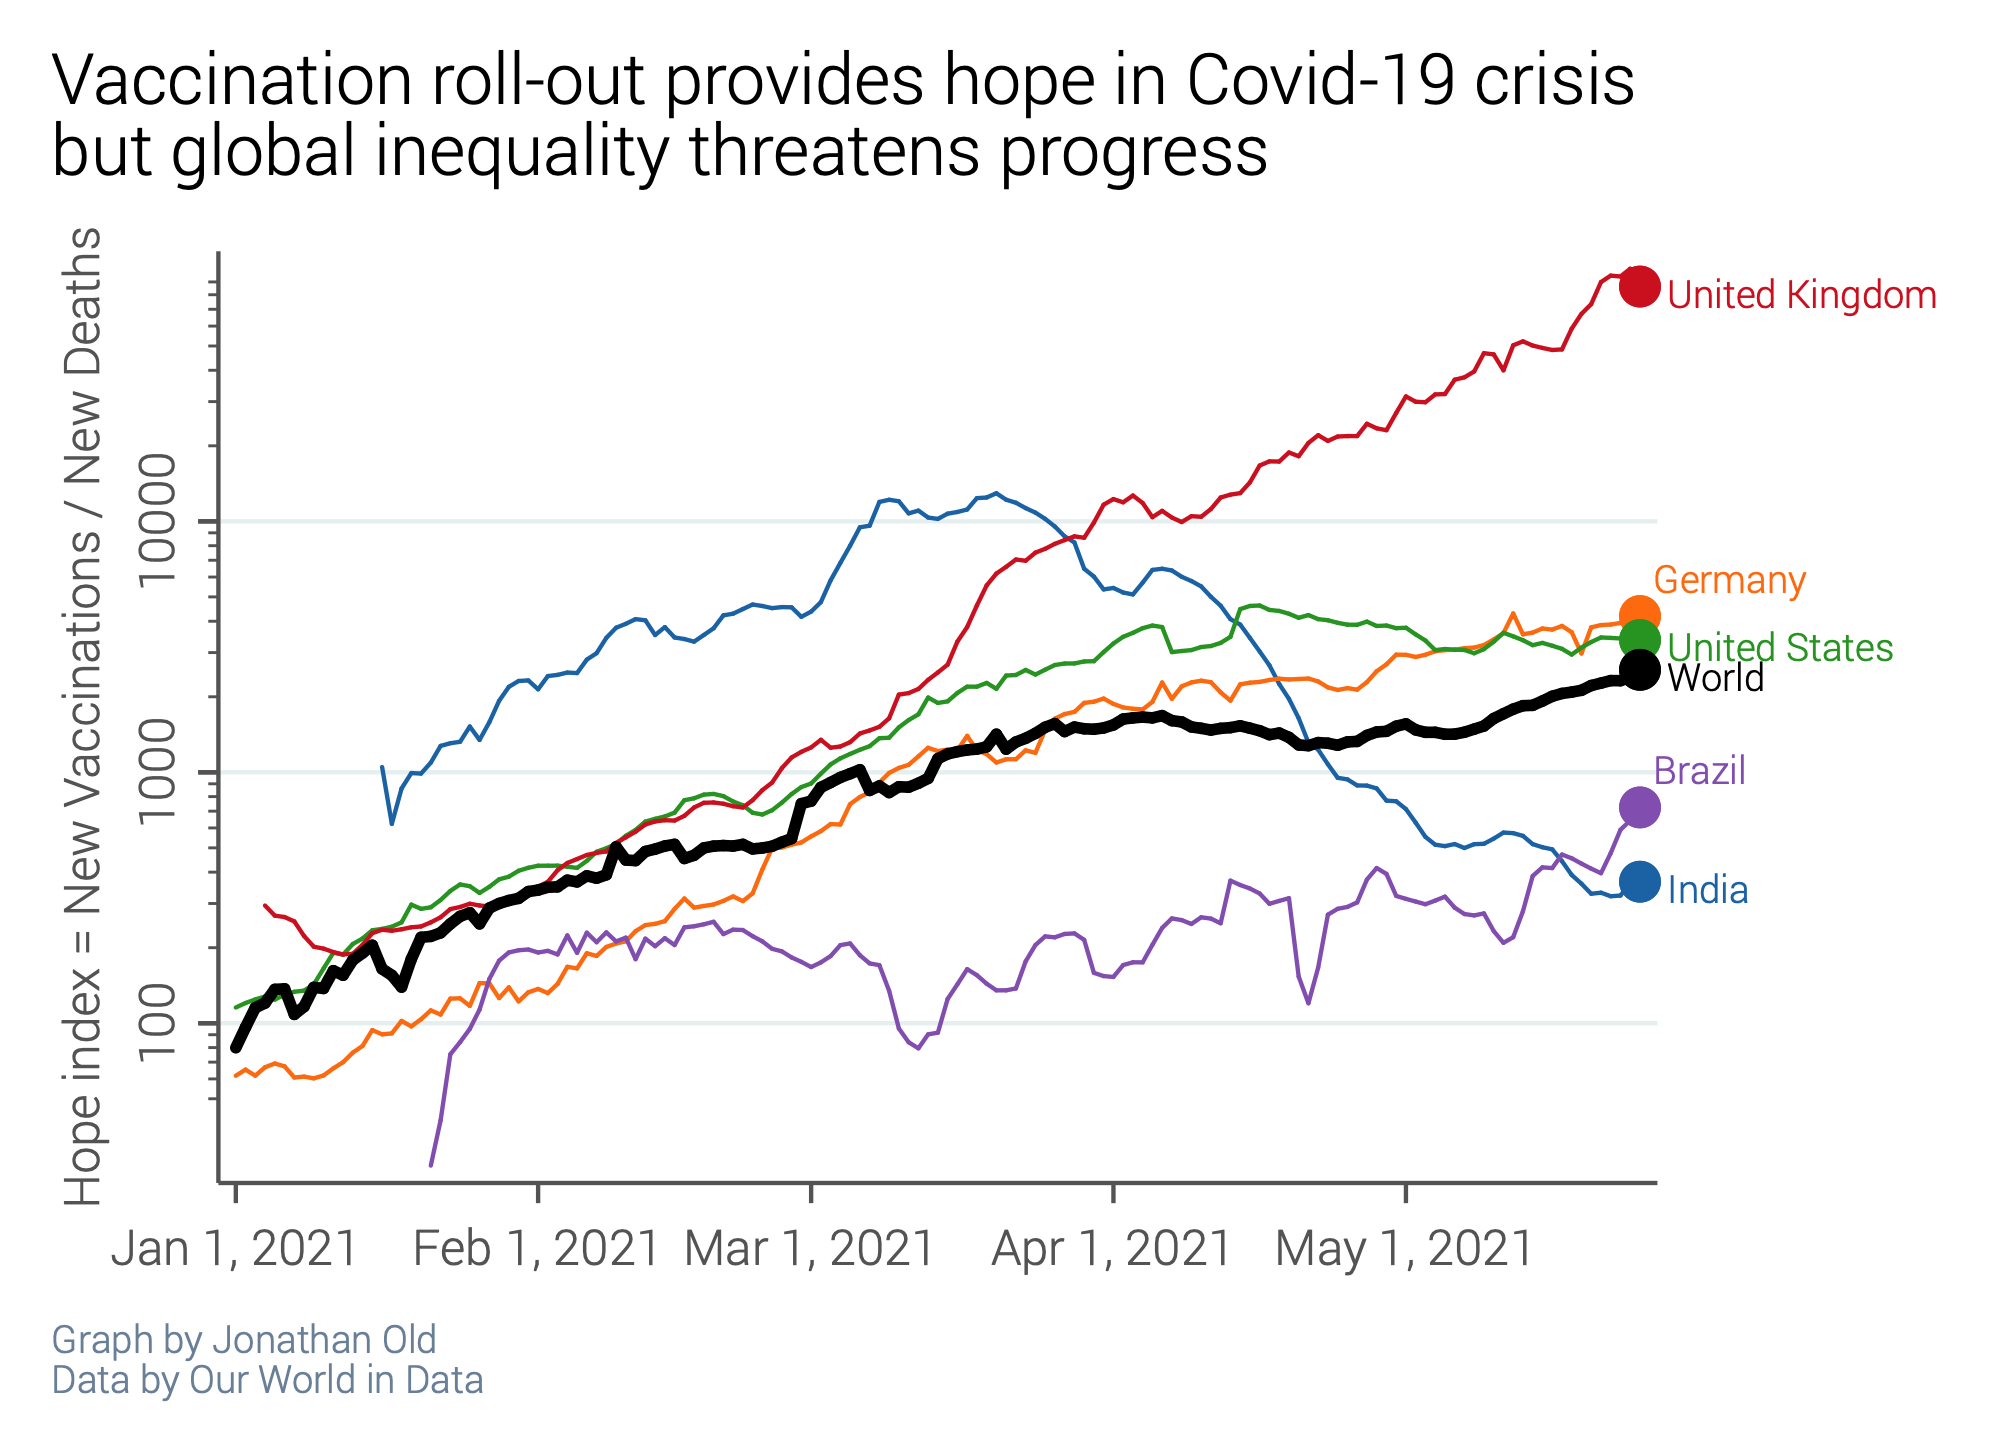 Vaccination roll-out provides hope in Covid-19 crisis
but global inequality threatens progress
Hope index = New Vaccinations / New Deaths
10000
1000
100
United Kingdom
Germany
United States
World
Brazil
India
Jan 1, 2021
Feb 1, 2021
Mar 1, 2021
Apr 1, 2021
May 1, 2021
Graph by Jonathan Old
Data by Our World in Data